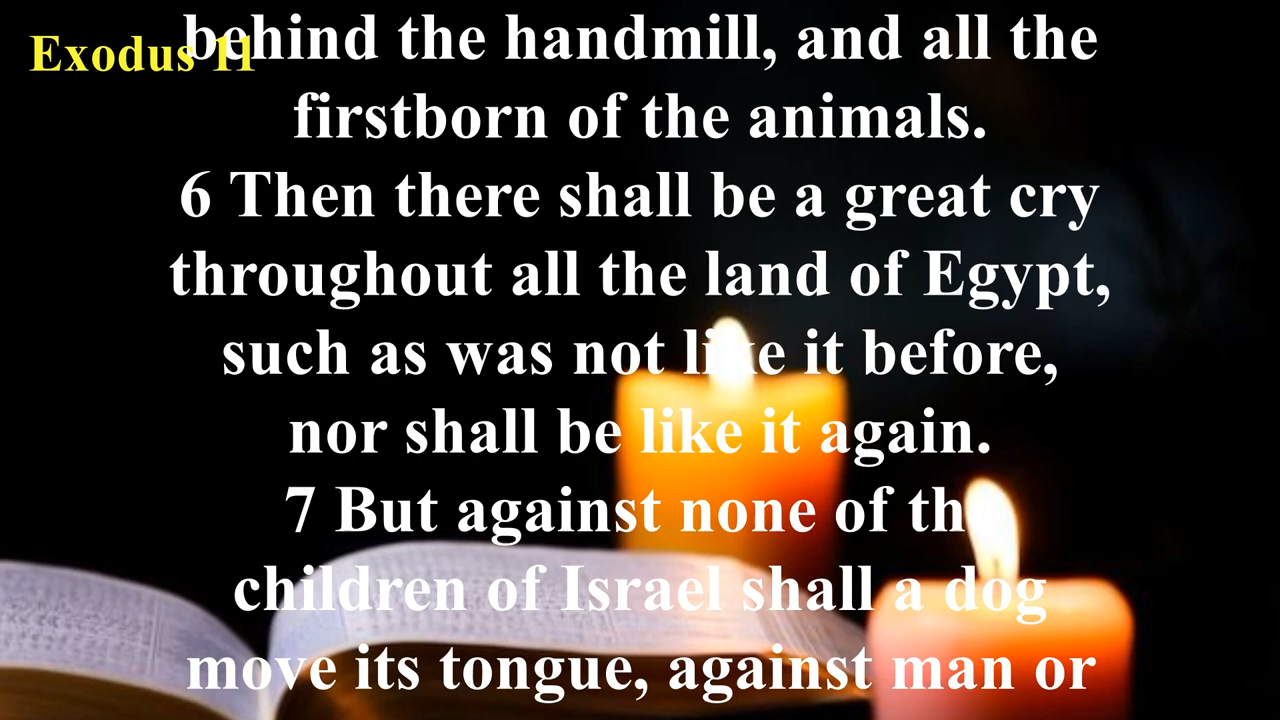 Exodus 11
behind the handmill, and all the
firstborn of the animals.
6 Then there shall be a great cry
throughout all the land of Egypt,
such as was not like it before,
nor shall be like it again.
7 But against none of the
children of Israel shall a dog
move its tongue, against man or